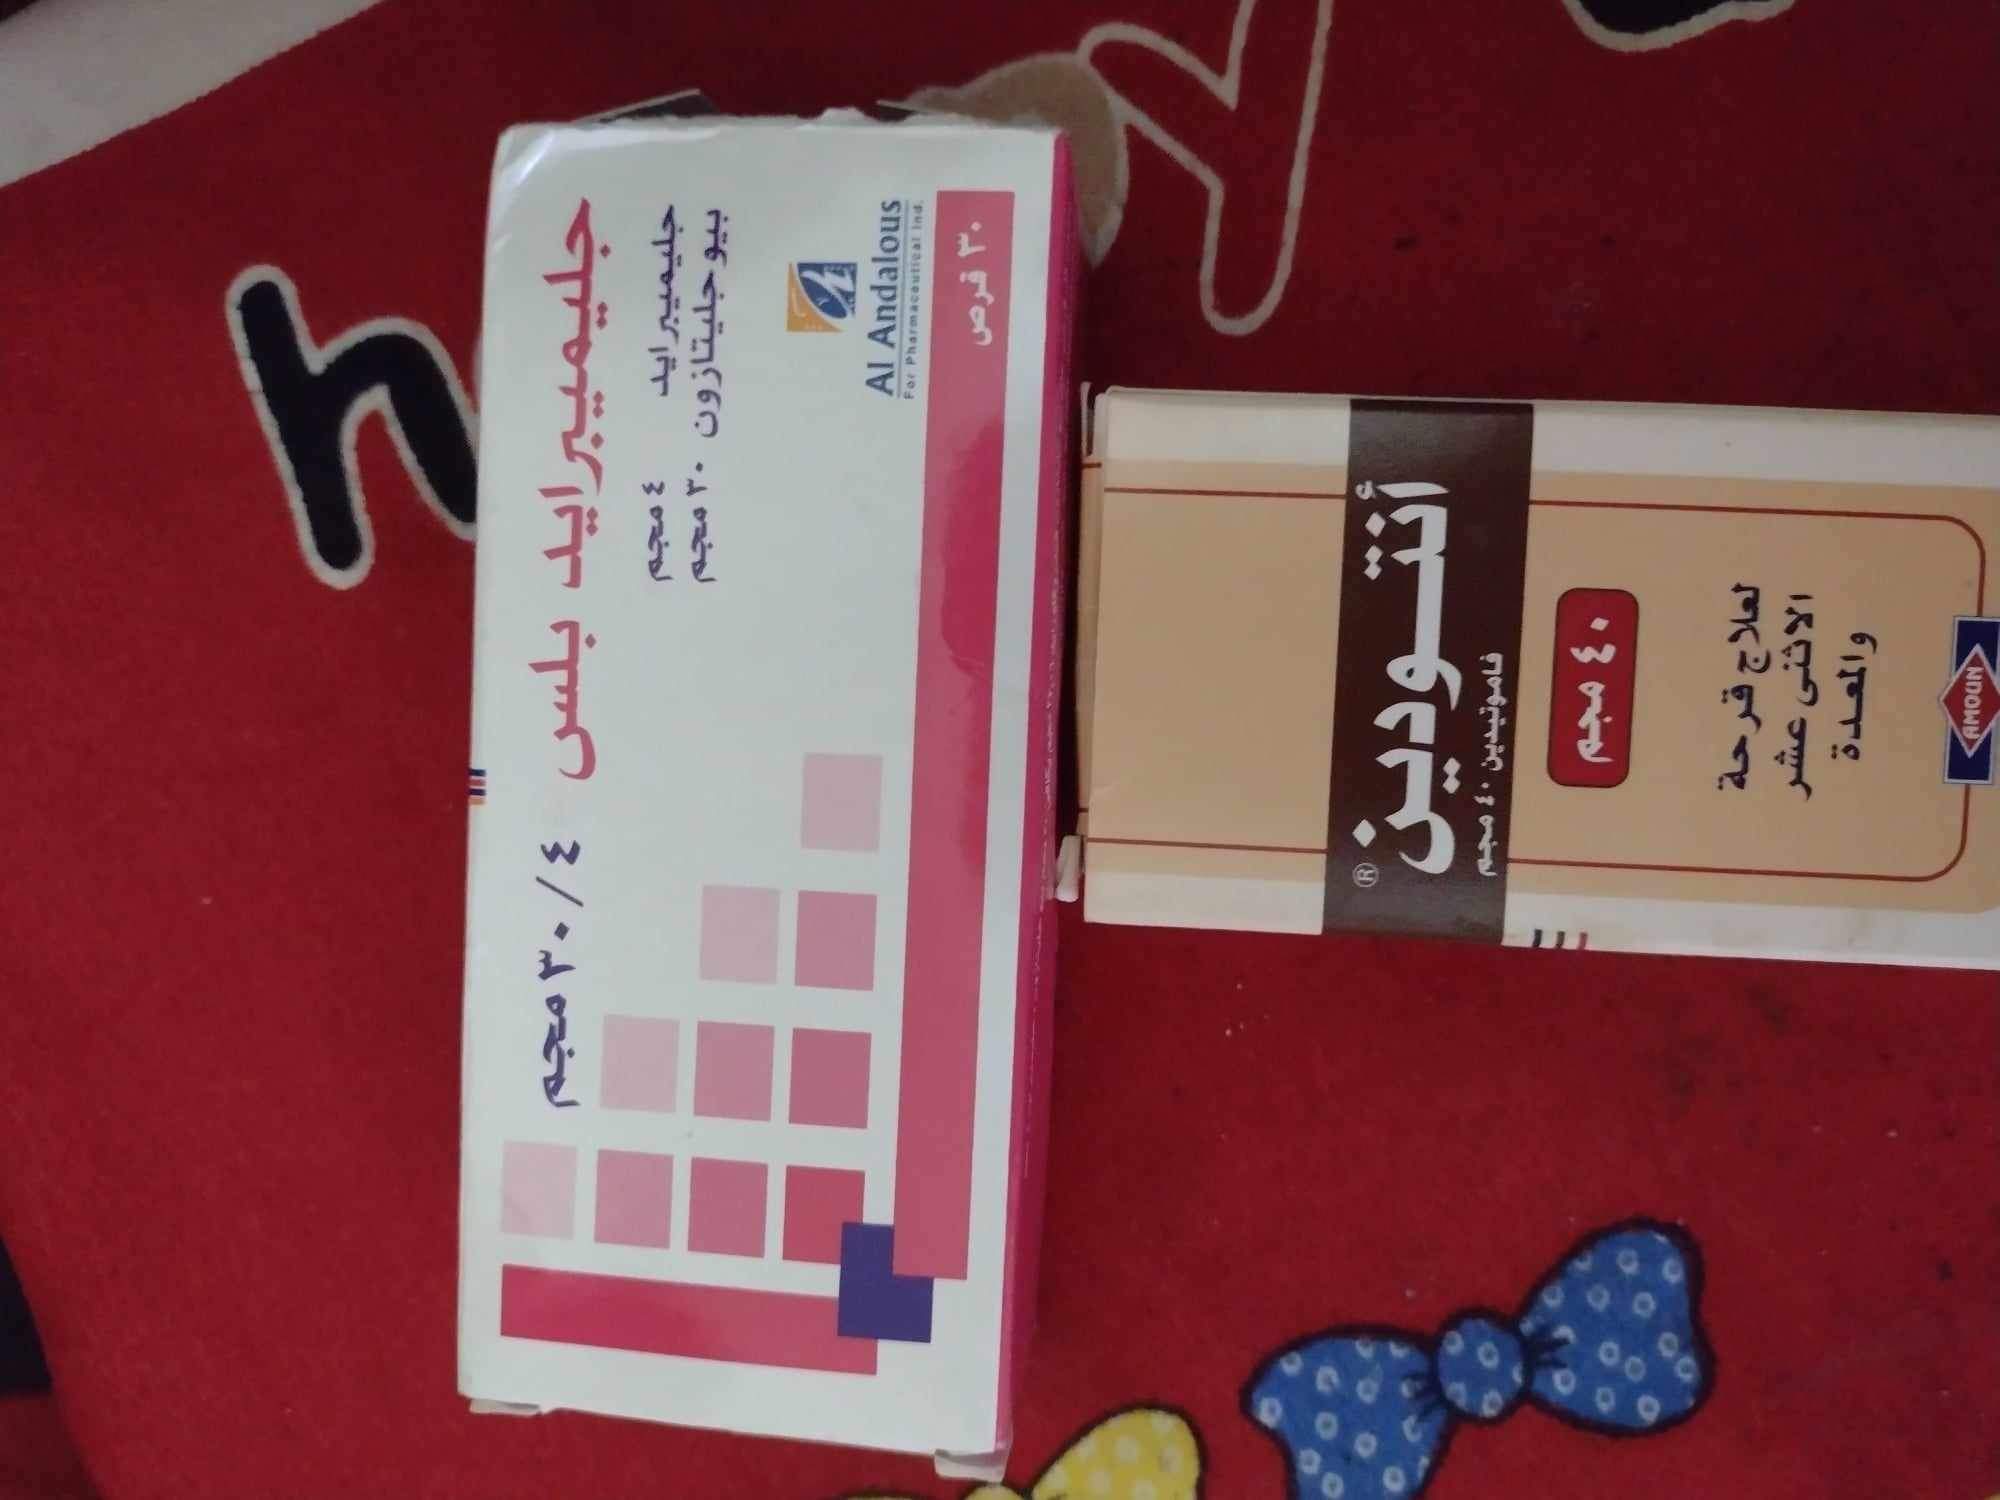 جليمبيرايد بلس ٣٠/٤ مجم
جليميبرايد ٤ مجم
بيوجليتازون ٣٠ مجم
Al Andalous
For Pharmaceutical Ind.
٣٠ قرص
أنتودين ®
فاموتيدين ٤٠ مجم
٤٠ مجم
لعلاج قرحة
الاثنى عشر
والمعدة
AMOUN